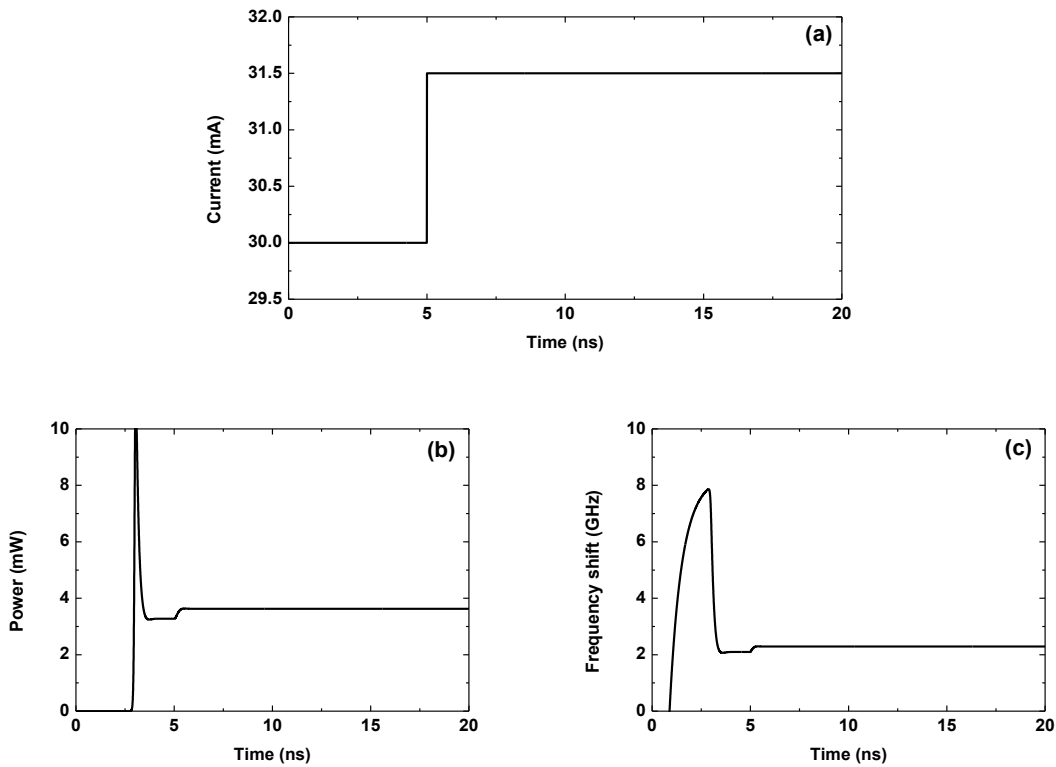 (a)
32.0
31.5
31.0
30.5
30.0
29.5
Current (mA)
0 5 10 15 20
Time (ns)
(b)
10
8
6
4
2
0
Power (mW)
0 5 10 15 20
Time (ns)
(c)
10
8
6
4
2
0
Frequency shift (GHz)
0 5 10 15 20
Time (ns)